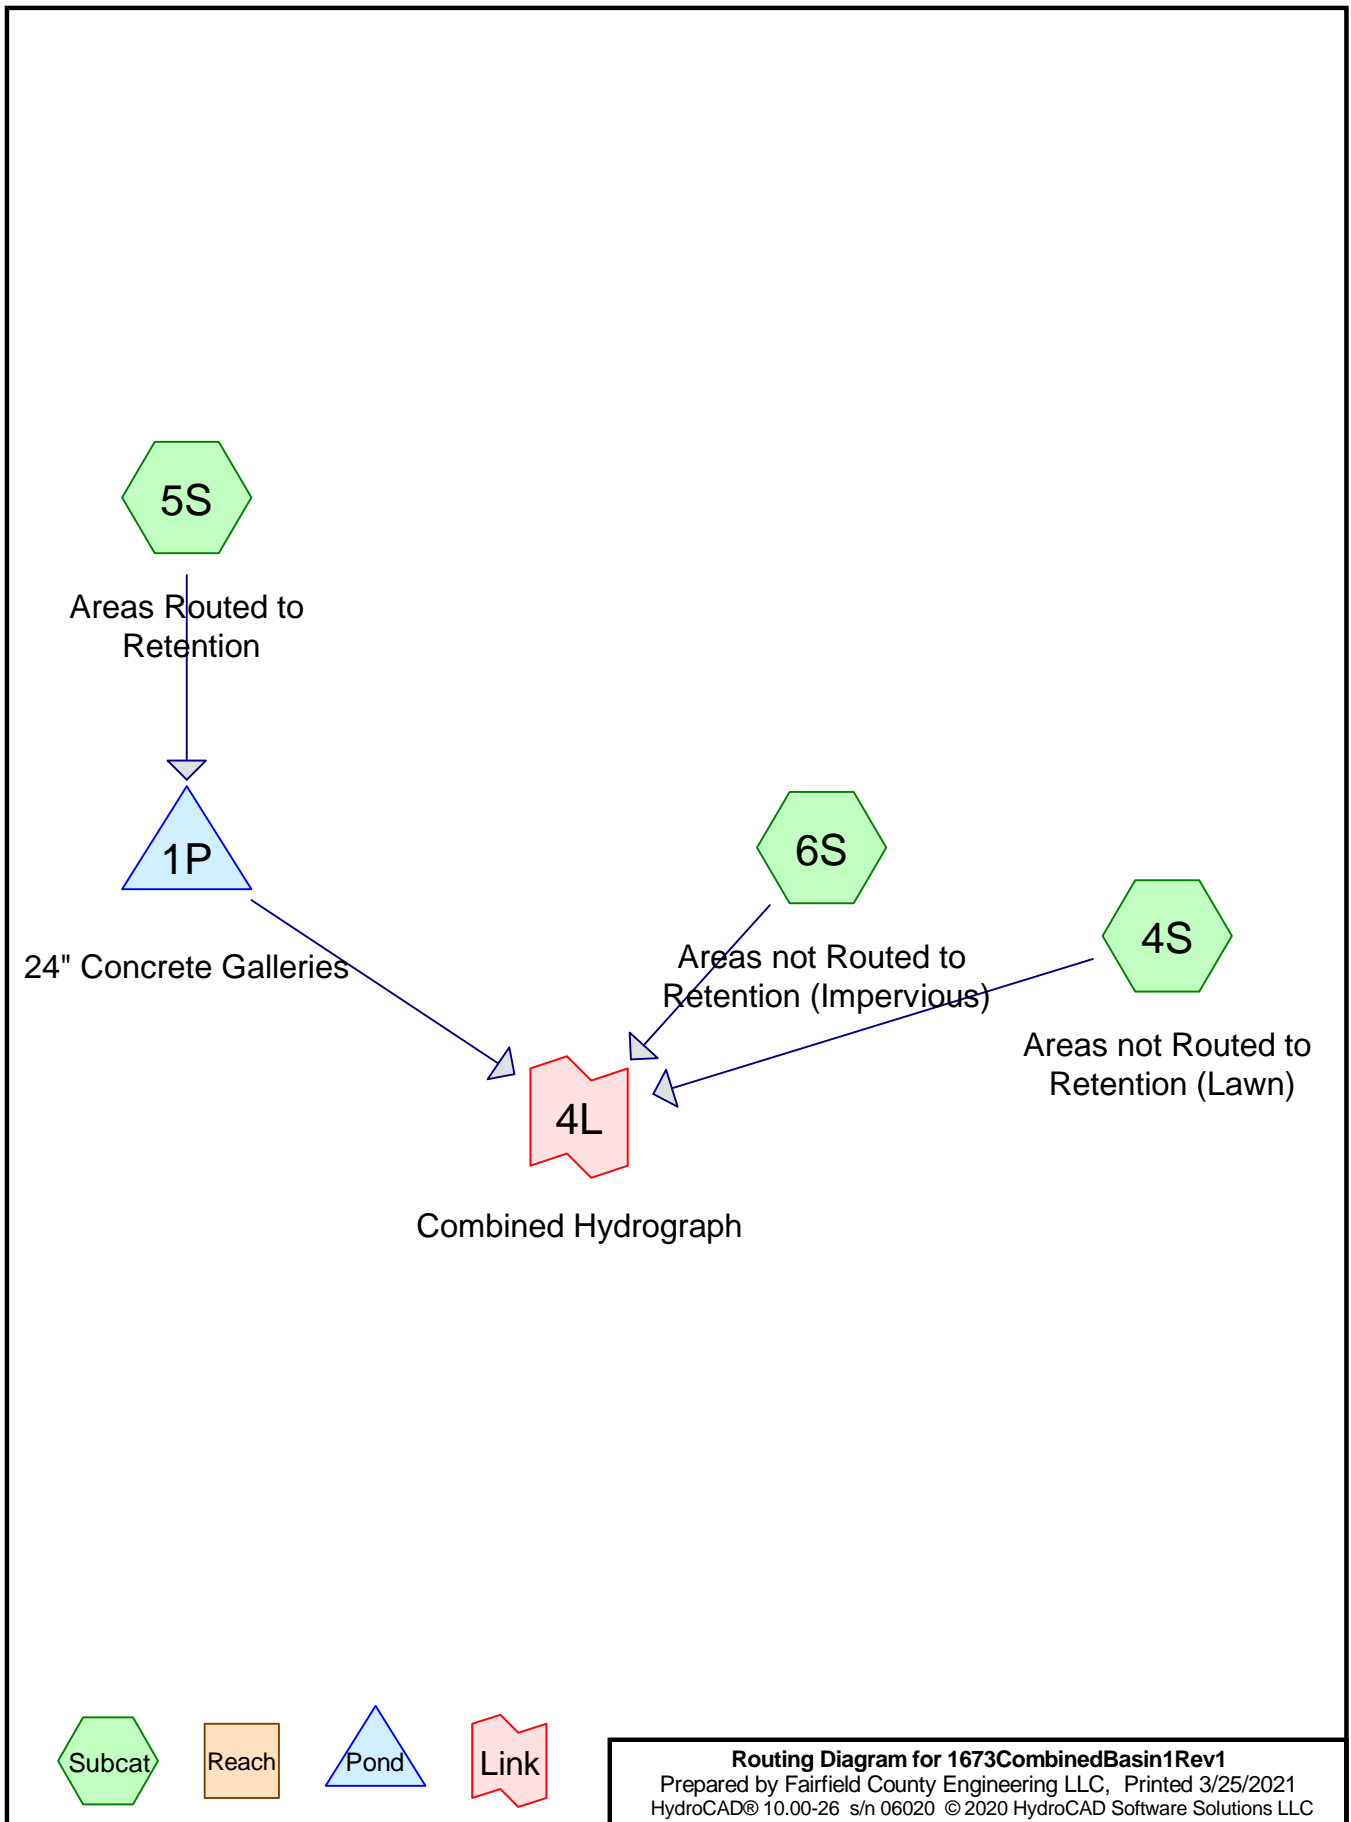 5S
Areas Routed to
Retention
1P
24" Concrete Galleries
6S
Areas not Routed to
Retention (Impervious)
4S
Areas not Routed to
Retention (Lawn)
4L
Combined Hydrograph
Subcat
Reach
Pond
Link
Routing Diagram for 1673CombinedBasin1Rev1
Prepared by Fairfield County Engineering LLC, Printed 3/25/2021
HydroCAD® 10.00-26 s/n 06020 © 2020 HydroCAD Software Solutions LLC